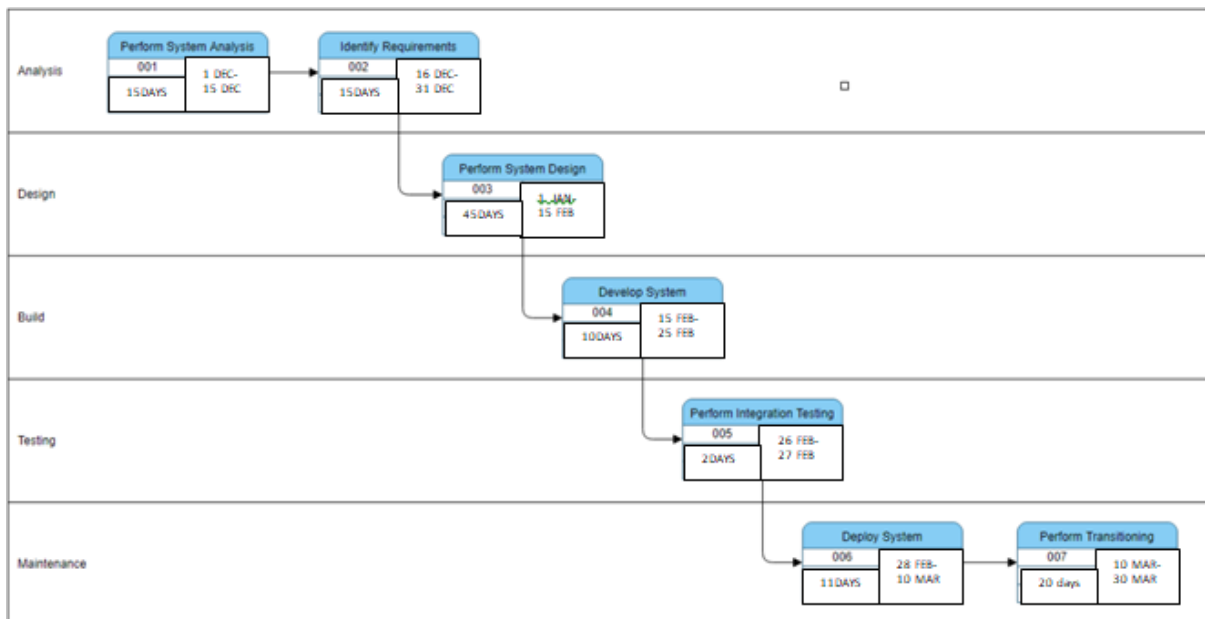 Analysis
Perform System Analysis
001
15DAYS
1 DEC-
15 DEC
Identify Requirements
002
15DAYS
16 DEC-
31 DEC
Design
Perform System Design
003
45DAYS
1 JAN-
15 FEB
Build
Develop System
004
10DAYS
15 FEB-
25 FEB
Testing
Perform Integration Testing
005
2DAYS
26 FEB-
27 FEB
Maintenance
Deploy System
006
11DAYS
28 FEB-
10 MAR
Perform Transitioning
007
20 days
10 MAR-
30 MAR